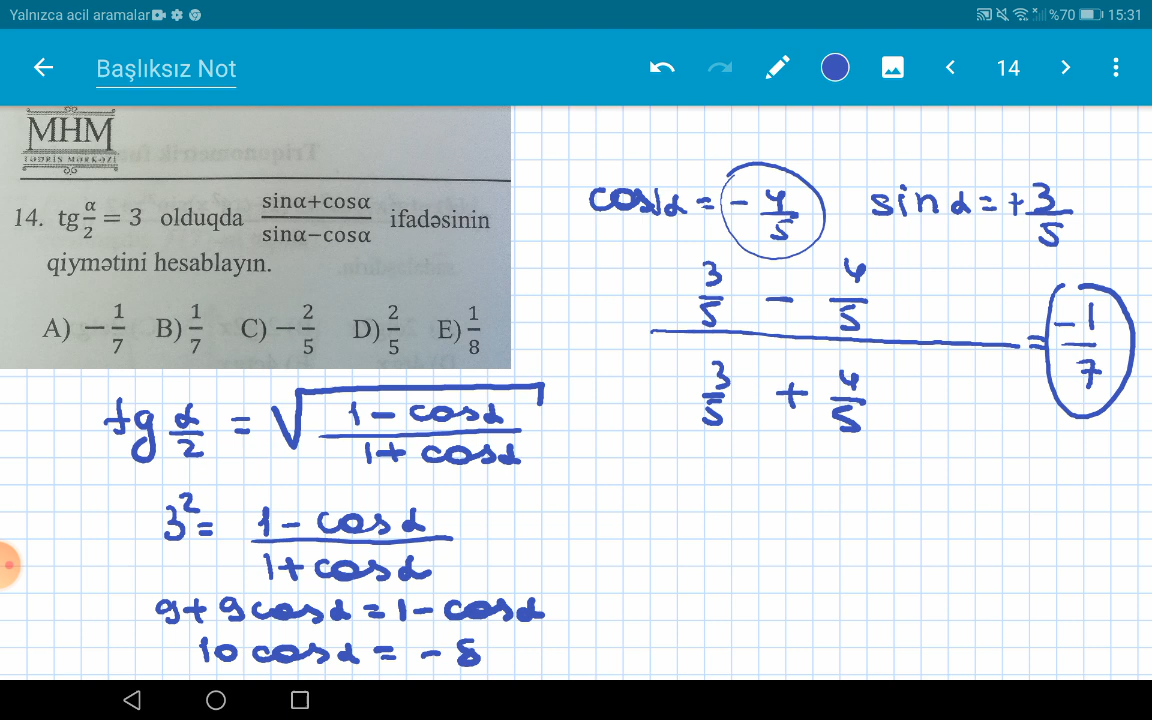 Yalnızca acil aramalar %70 15:31
Başlıksız Not 14
MHM
TƏDRİS MƏRKƏZİ
14. tg α/2 = 3 olduqda (sinα+cosα)/(sinα−cosα) ifadəsinin
qiymətini hesablayın.
A) −1/7 B) 1/7 C) −2/5 D) 2/5 E) 1/8
tg α/2 = √((1 - cosα)/(1 + cosα))
3² = (1 - cosα)/(1 + cosα)
9 + 9cosα = 1 - cosα
10 cosα = - 8
cosα = - 4/5 sin α = + 3/5
(3/5 - 4/5)/(3/5 + 4/5) = -1/7